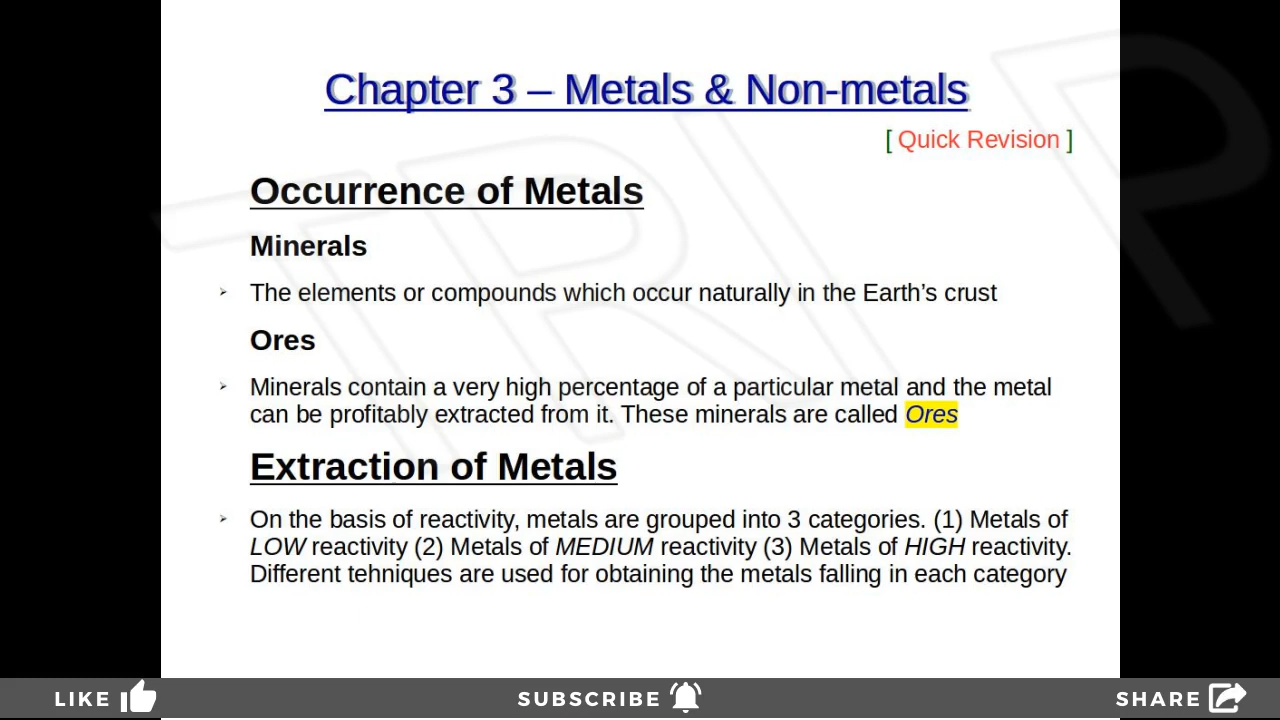 Chapter 3 – Metals & Non-metals
[ Quick Revision ]
Occurrence of Metals
Minerals
➢ The elements or compounds which occur naturally in the Earth’s crust
Ores
➢ Minerals contain a very high percentage of a particular metal and the metal
can be profitably extracted from it. These minerals are called Ores
Extraction of Metals
➢ On the basis of reactivity, metals are grouped into 3 categories. (1) Metals of
LOW reactivity (2) Metals of MEDIUM reactivity (3) Metals of HIGH reactivity.
Different tehniques are used for obtaining the metals falling in each category
LIKE SUBSCRIBE SHARE